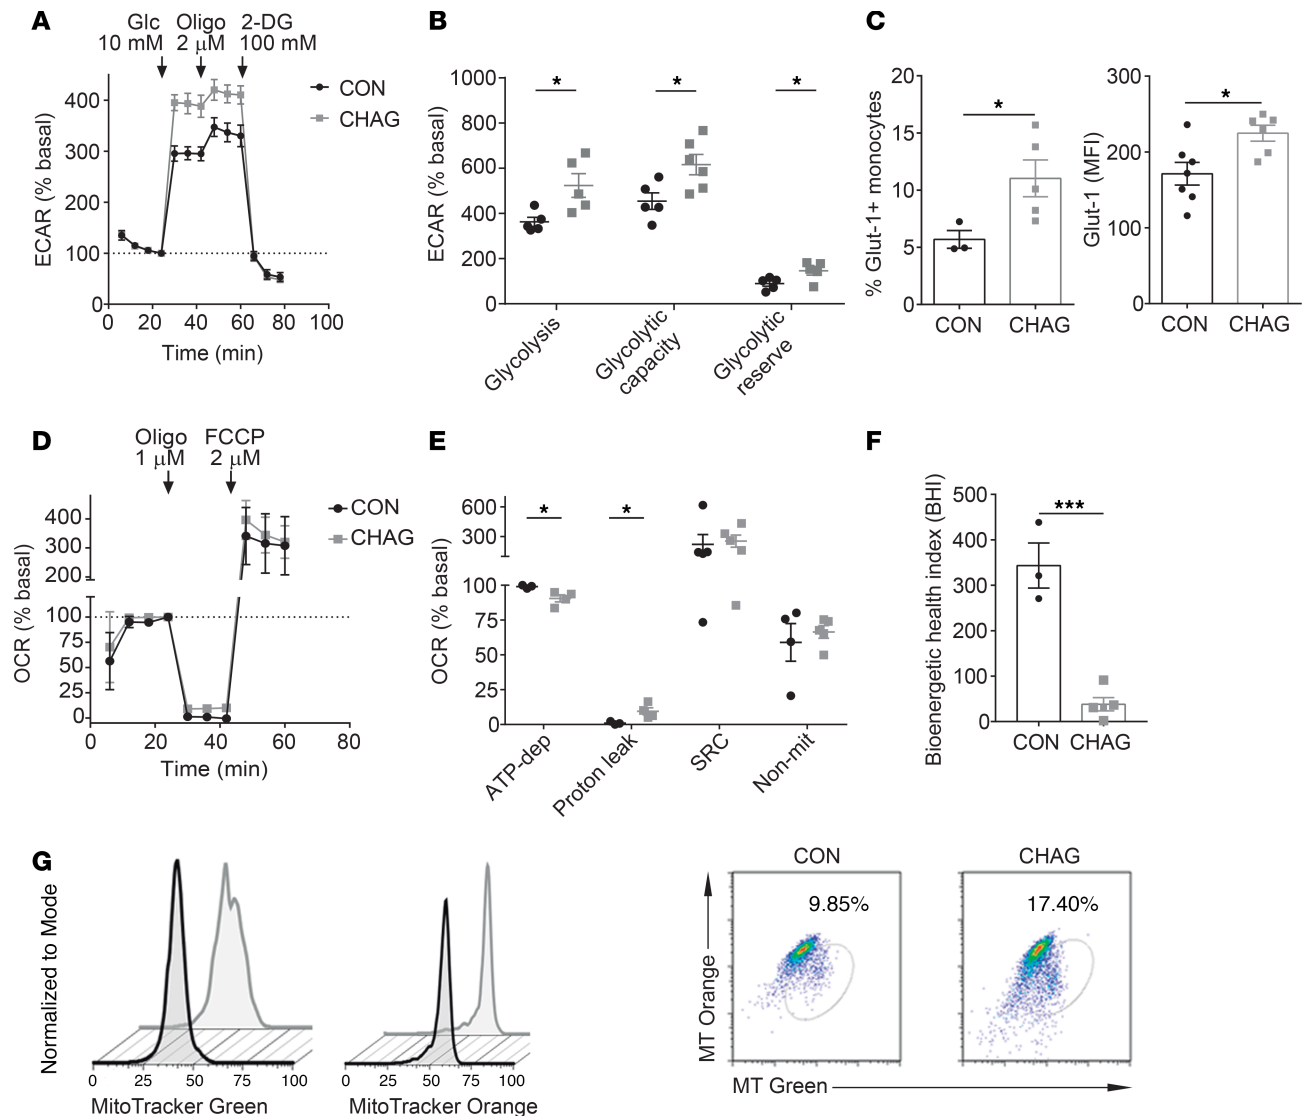 A
Glc Oligo 2-DG
10 mM 2 μM 100 mM
CON
CHAG
ECAR (% basal)
400
300
200
100
0
0 20 40 60 80 100
Time (min)
B
* * *
ECAR (% basal)
1000
800
600
400
200
0
Glycolysis
Glycolytic
capacity
Glycolytic
reserve
C
*
% Glut-1+ monocytes
20
15
10
5
0
CON CHAG
*
Glut-1 (MFI)
300
200
100
0
CON CHAG
D
Oligo FCCP
1 μM 2 μM
CON
CHAG
OCR (% basal)
400
300
200
100
75
50
25
0
0 20 40 60 80
Time (min)
E
* *
OCR (% basal)
600
300
100
75
50
25
0
ATP-dep
Proton leak
SRC
Non-mit
F
***
Bioenergetic health index (BHI)
500
400
300
200
100
0
CON CHAG
G
Normalized to Mode
0 25 50 75 100
MitoTracker Green
0 25 50 75 100
MitoTracker Orange
CON CHAG
9.85% 17.40%
MT Orange
MT Green